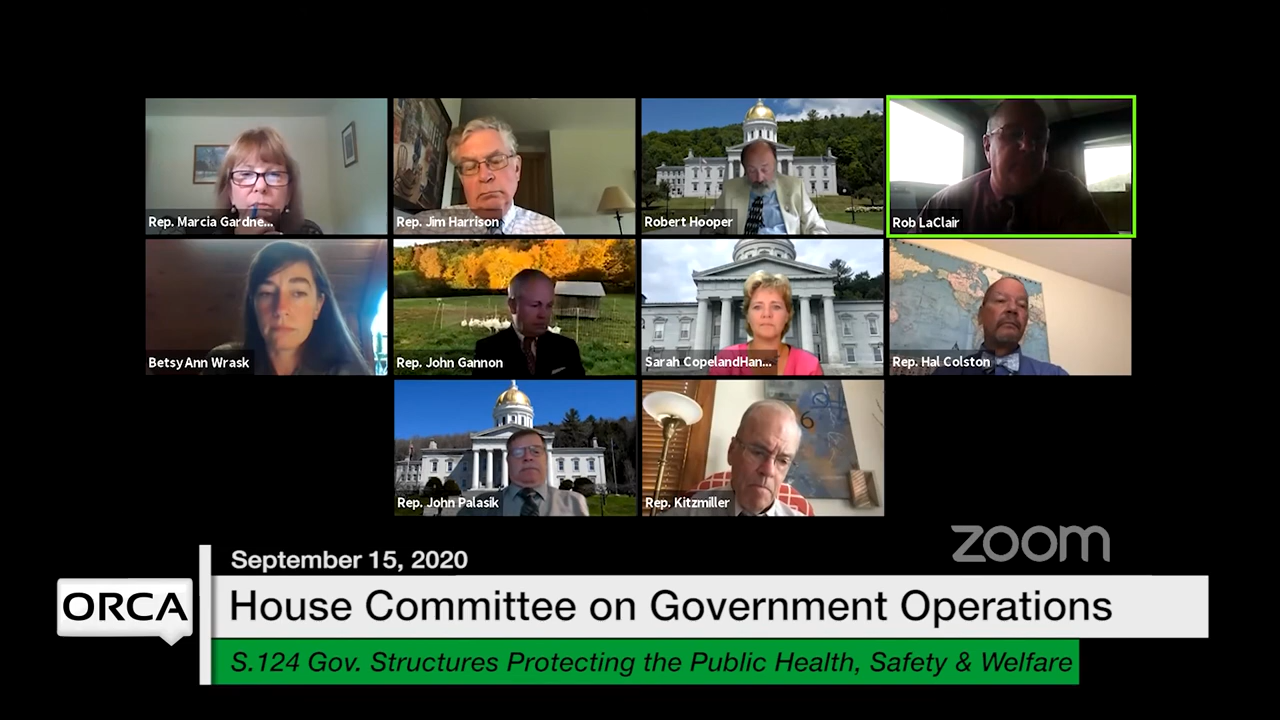 Rep. Marcia Gardne...
Rep. Jim Harrison
Robert Hooper
Rob LaClair
Betsy Ann Wrask
Rep. John Gannon
Sarah CopelandHan...
Rep. Hal Colston
6
Rep. John Palasik
Rep. Kitzmiller
zoom
September 15, 2020
ORCA
House Committee on Government Operations
S.124 Gov. Structures Protecting the Public Health, Safety & Welfare